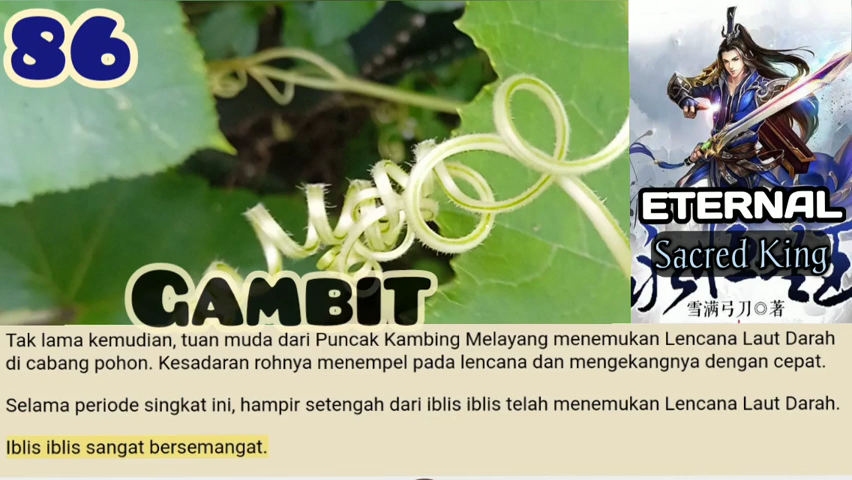 86
GAMBIT
ETERNAL
Sacred King
雪满弓刀◎著
Tak lama kemudian, tuan muda dari Puncak Kambing Melayang menemukan Lencana Laut Darah
di cabang pohon. Kesadaran rohnya menempel pada lencana dan mengekangnya dengan cepat.
Selama periode singkat ini, hampir setengah dari iblis iblis telah menemukan Lencana Laut Darah.
Iblis iblis sangat bersemangat.